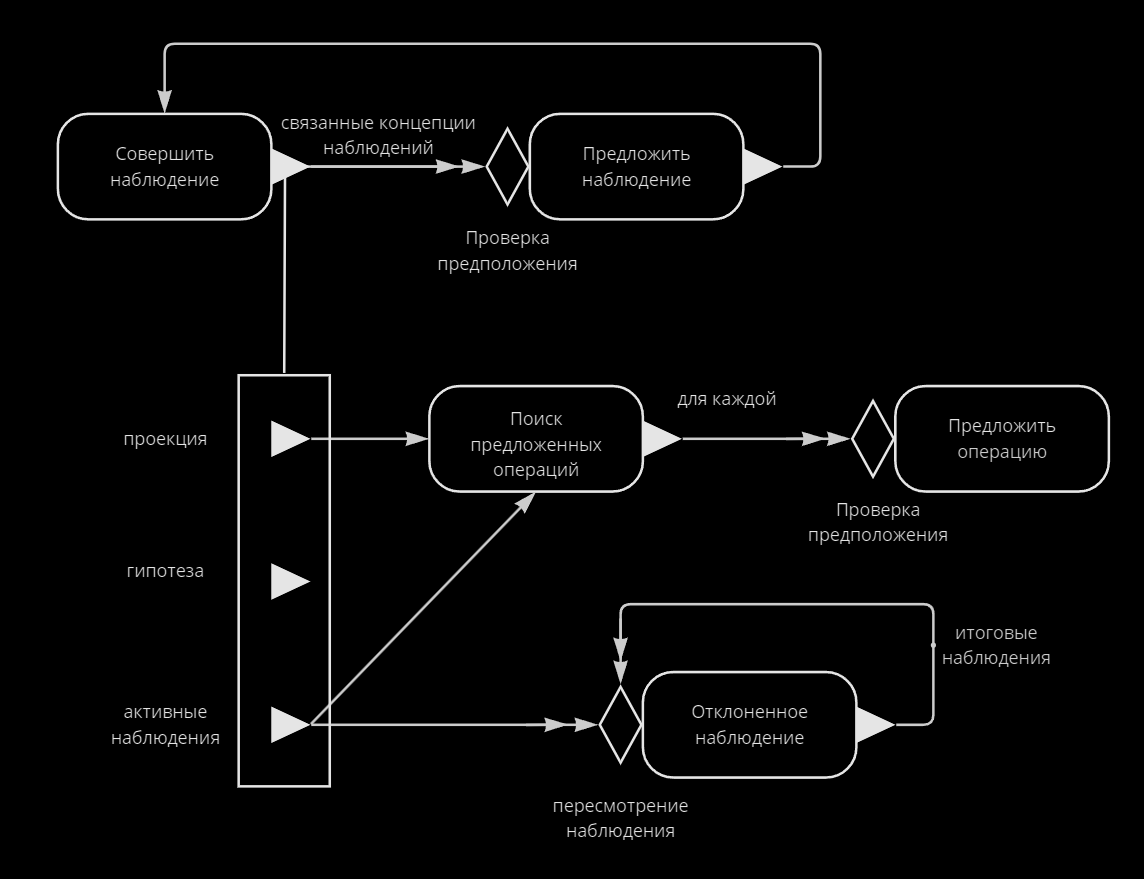 связанные концепции
наблюдений
Совершить
наблюдение
Предложить
наблюдение
Проверка
предположения
проекция
Поиск
предложенных
операций
для каждой
Предложить
операцию
Проверка
предположения
гипотеза
итоговые
наблюдения
активные
наблюдения
Отклоненное
наблюдение
пересмотрение
наблюдения